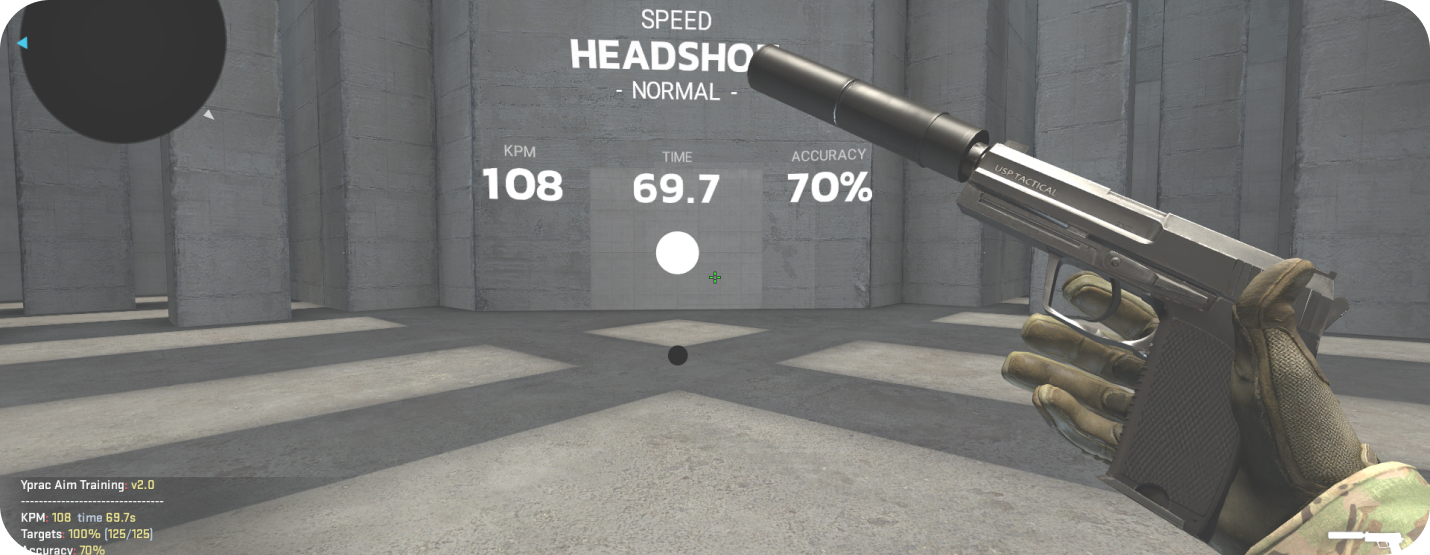 SPEED
HEADSHO
- NORMAL -
KPM
TIME
ACCURACY
108
69.7
70%
USP TACTICAL
Yprac Aim Training: v2.0
--------------------------------
KPM: 108 time 69.7s
Targets: 100% [125/125]
Accuracy: 70%